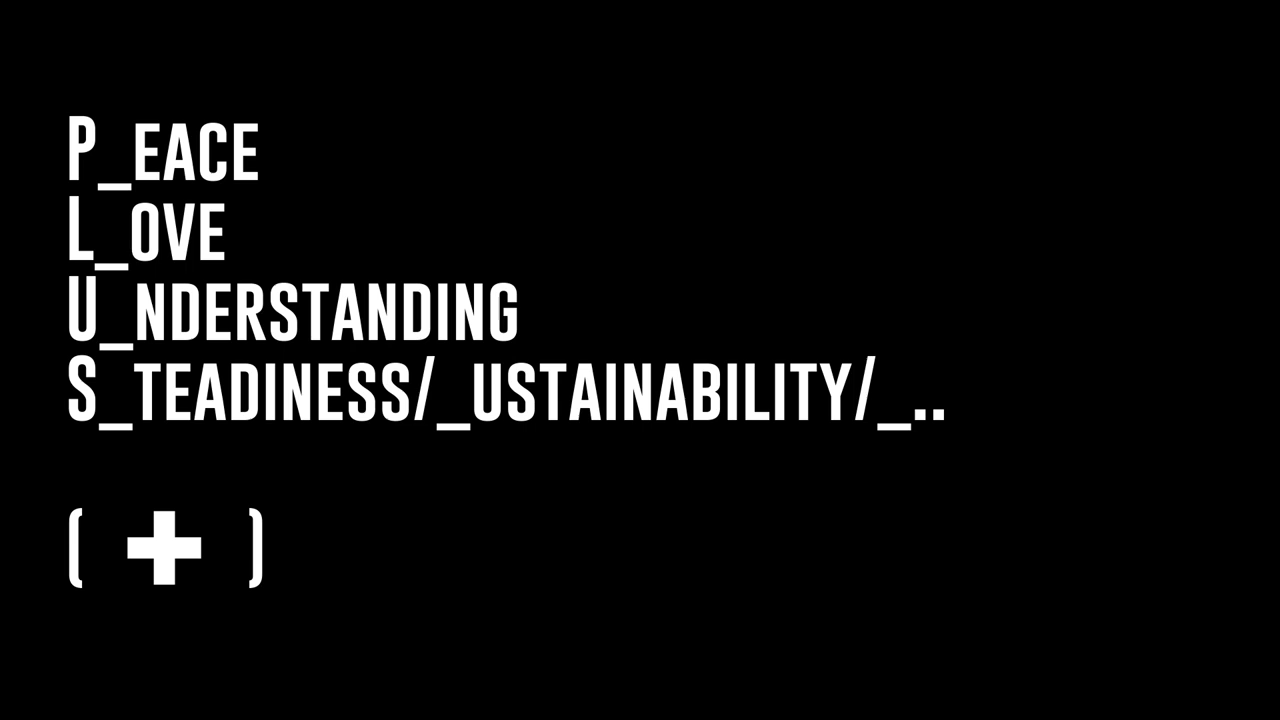 P_EACE
L_OVE
U_NDERSTANDING
S_TEADINESS/_USTAINABILITY/_..
( + )